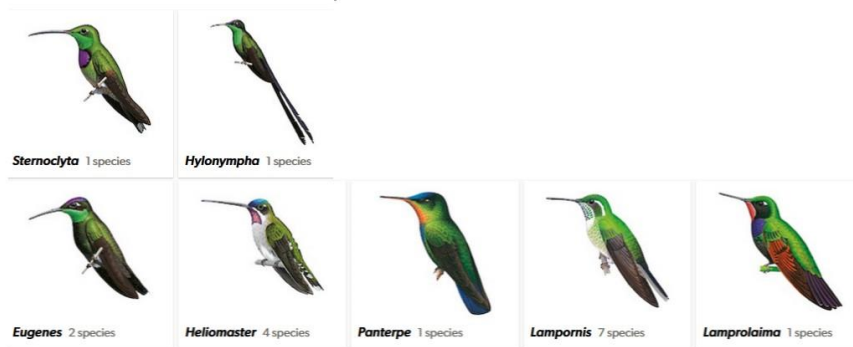 Sternoclyta 1 species
Hylonympha 1 species
Eugenes 2 species
Heliomaster 4 species
Panterpe 1 species
Lampornis 7 species
Lamprolaima 1 species